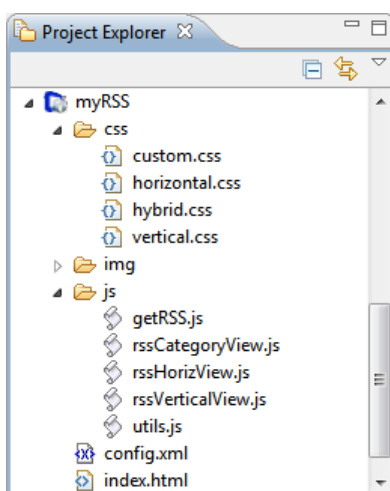 Project Explorer
myRSS
css
custom.css
horizontal.css
hybrid.css
vertical.css
img
js
getRSS.js
rssCategoryView.js
rssHorizView.js
rssVerticalView.js
utils.js
config.xml
index.html